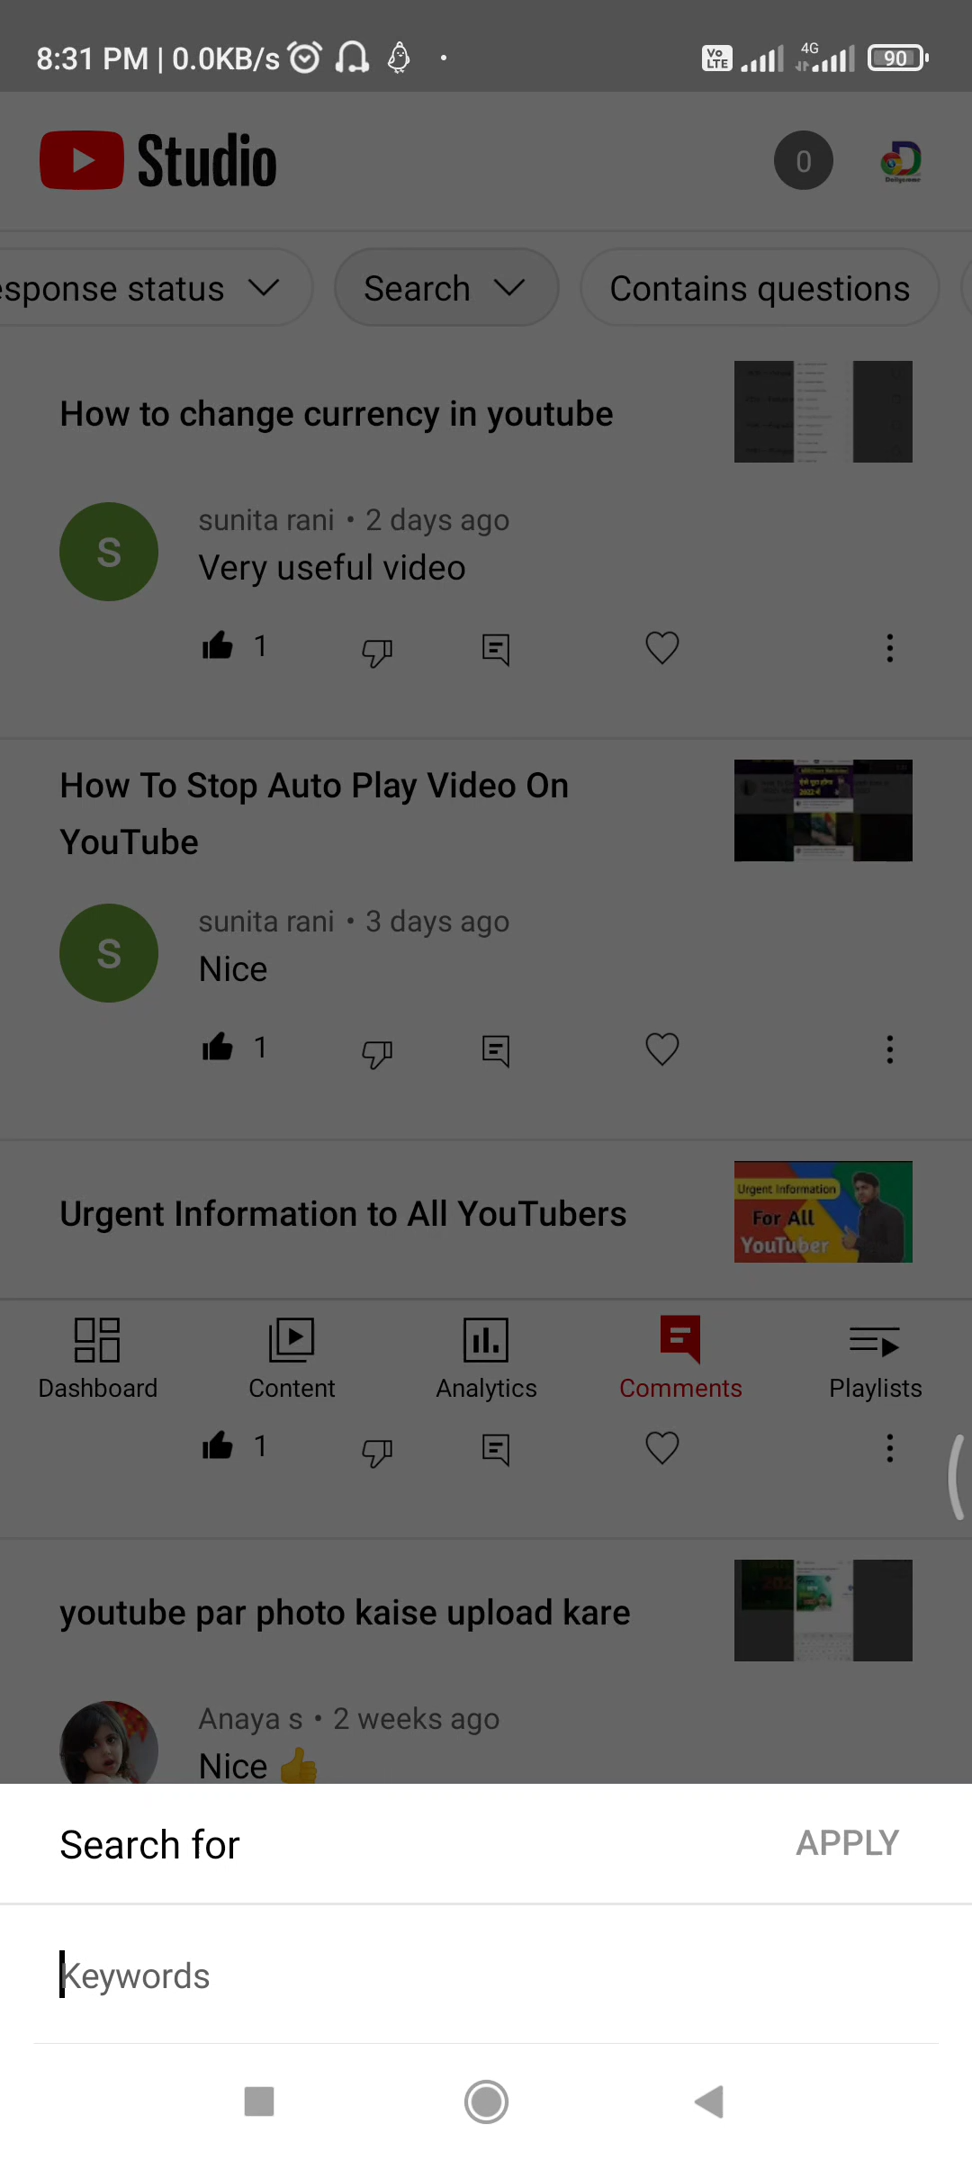 8:31 PM | 0.0KB/s
Vo LTE
4G
90
Studio
0
esponse status
Search
Contains questions
How to change currency in youtube
sunita rani • 2 days ago
Very useful video
1
How To Stop Auto Play Video On
YouTube
S
sunita rani • 3 days ago
Nice
1
Urgent Information to All YouTubers
Urgent Information
For All
YouTuber
Dashboard
Content
Analytics
Comments
Playlists
1
youtube par photo kaise upload kare
Anaya s • 2 weeks ago
Nice 👍
Search for
APPLY
Keywords